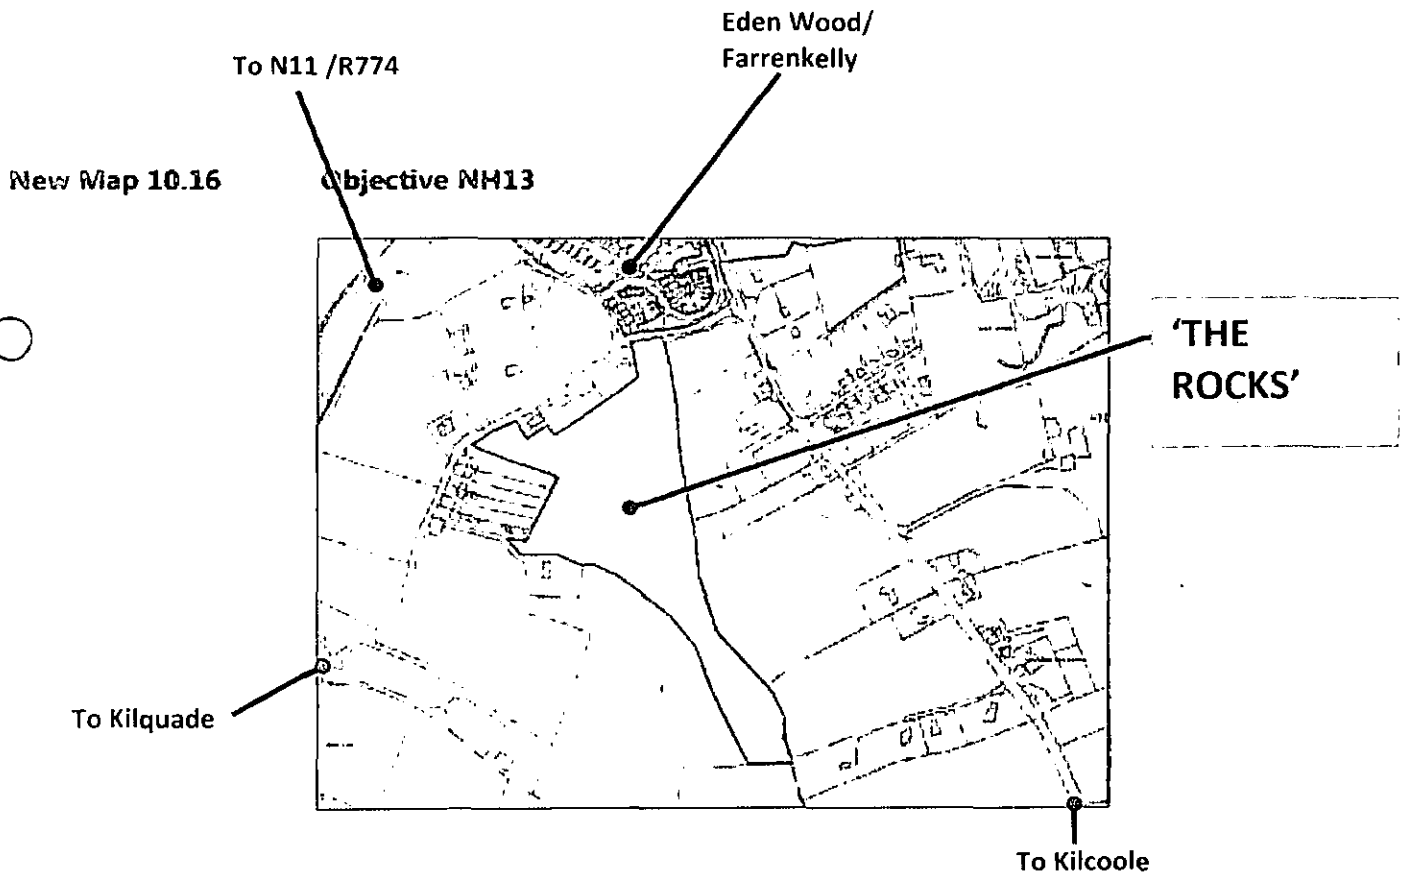 Eden Wood/
Farrenkelly
To N11 /R774
New Map 10.16 Objective NH13
'THE
ROCKS'
To Kilquade
To Kilcoole